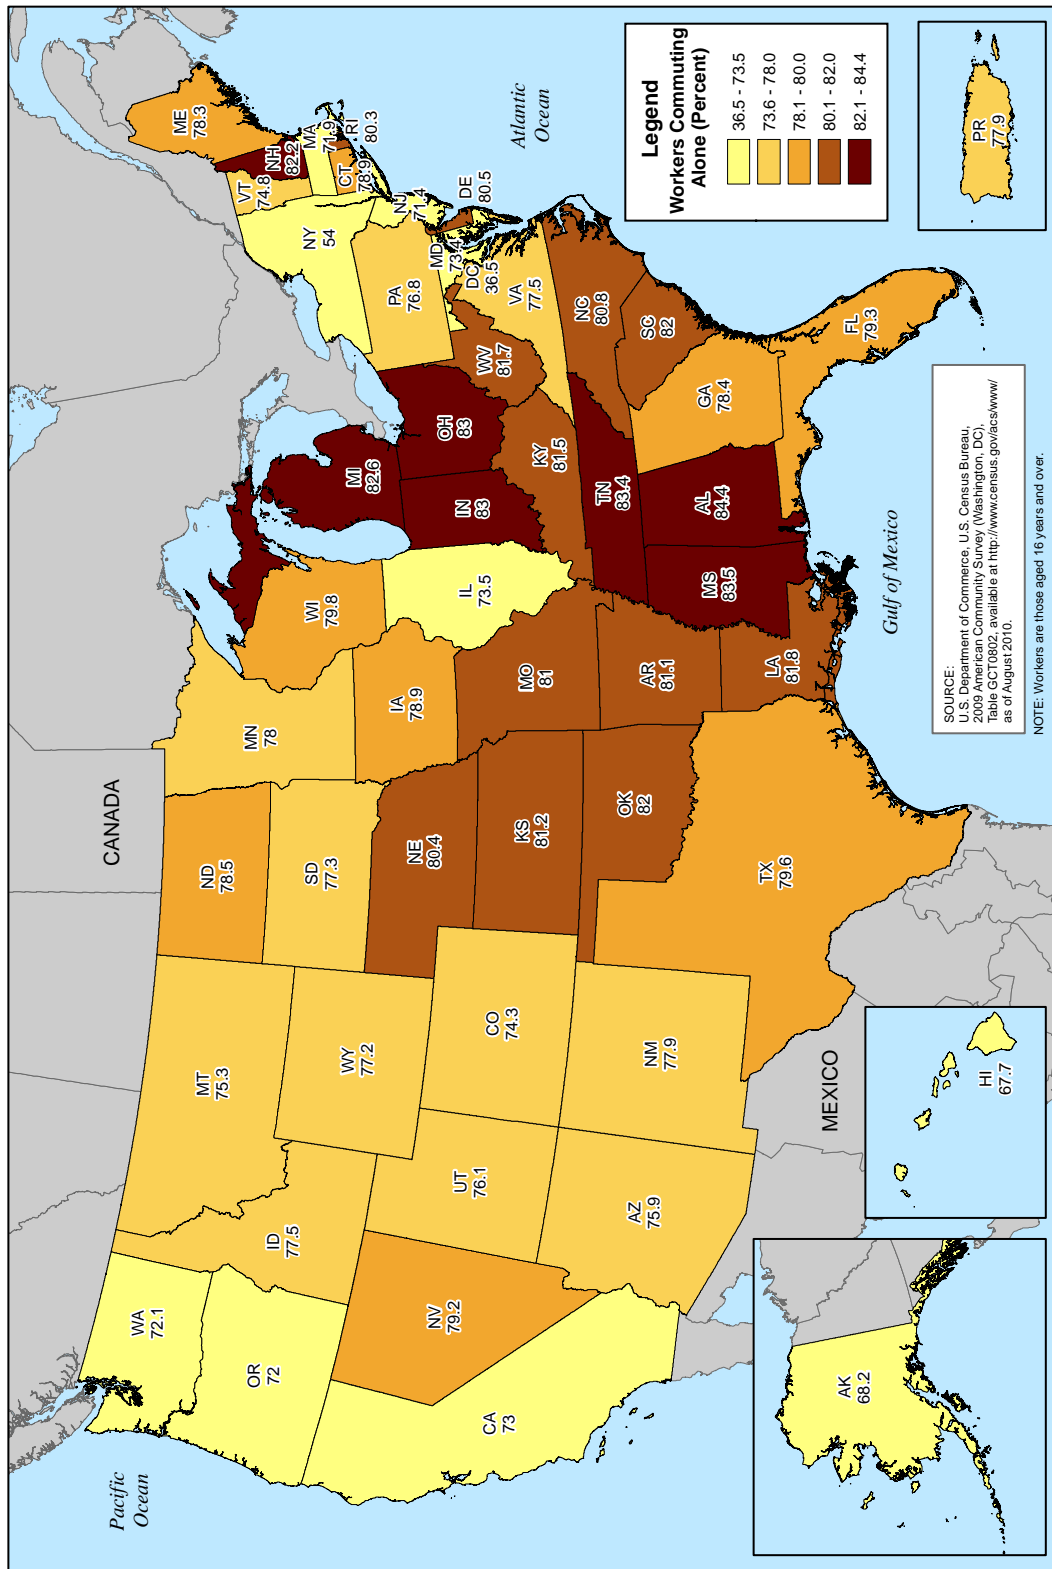 Pacific
Ocean
CANADA
Atlantic
Ocean
Gulf of Mexico
MEXICO
WA
72.1
OR
72
CA
73
NV
79.2
ID
77.5
MT
75.3
WY
77.2
UT
76.1
AZ
75.9
CO
74.3
NM
77.9
ND
78.5
SD
77.3
NE
80.4
KS
81.2
OK
82
TX
79.6
MN
78
IA
78.9
MO
81
AR
81.1
LA
81.8
WI
79.8
IL
73.5
MI
82.6
IN
83
OH
83
KY
81.5
TN
83.4
MS
83.5
AL
84.4
GA
78.4
FL
79.3
SC
82
NC
80.8
VA
77.5
WV
81.7
DC
36.5
MD
73.4
DE
80.5
PA
76.8
NJ
71.4
NY
54
CT
78.9
RI
80.3
MA
71.9
VT
74.8
NH
82.2
ME
78.3
AK
68.2
HI
67.7
PR
77.9
Legend
Workers Commuting
Alone (Percent)
36.5 - 73.5
73.6 - 78.0
78.1 - 80.0
80.1 - 82.0
82.1 - 84.4
SOURCE:
U.S. Department of Commerce, U.S. Census Bureau,
2009 American Community Survey (Washington, DC),
Table GCT0802, available at http://www.census.gov/acs/www/
as of August 2010.
NOTE: Workers are those aged 16 years and over.